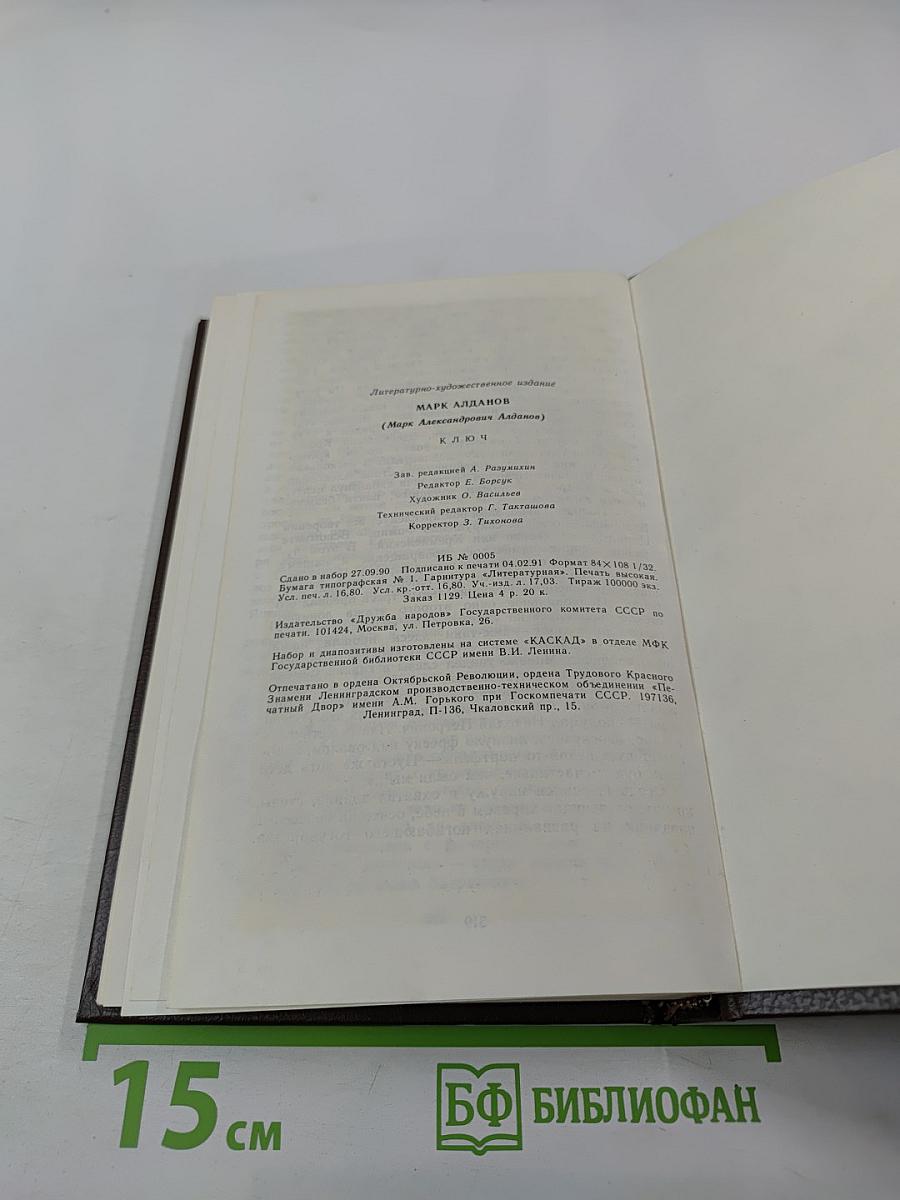 Литературно-художественное издание
МАРК АЛДАНОВ
(Марк Александрович Алданов)
КЛЮЧ
Зав. редакцией А. Разумихин
Редактор Е. Борсук
Художник О. Васильев
Технический редактор Г. Такташова
Корректор З. Тихонова
ИБ № 0005
Сдано в набор 27.09.90 Подписано к печати 04.02.91 Формат 84×108 1/32.
Бумага типографская № 1. Гарнитура «Литературная». Печать высокая.
Усл. печ. л. 16,80. Усл. кр.-отт. 16,80. Уч.-изд. л. 17,03. Тираж 100000 экз.
Заказ 1129. Цена 4 р. 20 к.
Издательство «Дружба народов» Государственного комитета СССР по
печати. 101424, Москва, ул. Петровка, 26.
Набор и диапозитивы изготовлены на системе «КАСКАД» в отделе МФК
Государственной библиотеки СССР имени В.И. Ленина.
Отпечатано в ордена Октябрьской Революции, ордена Трудового Красного
Знамени Ленинградском производственно-техническом объединении «Пе-
чатный Двор» имени А.М. Горького при Госкомпечати СССР. 197136,
Ленинград, П-136, Чкаловский пр., 15.
15 см
БФ БИБЛИОФАН